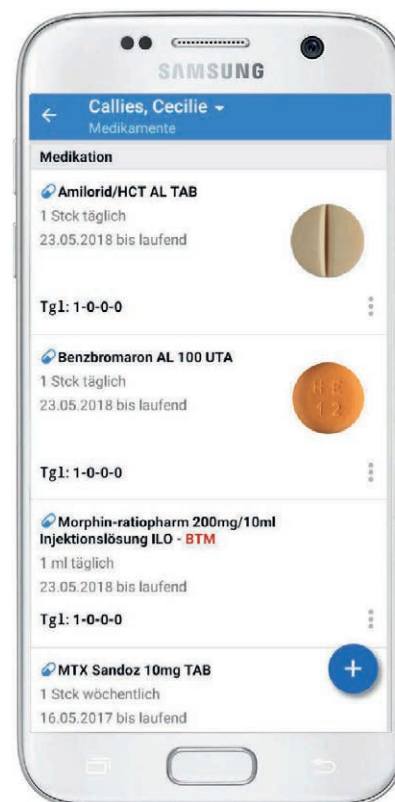 SAMSUNG
Callies, Cecilie
Medikamente
Medikation
Amilorid/HCT AL TAB
1 Stck täglich
23.05.2018 bis laufend
Tgl: 1-0-0-0
Benzbromaron AL 100 UTA
1 Stck täglich
23.05.2018 bis laufend
BE
12
Tgl: 1-0-0-0
Morphin-ratiopharm 200mg/10ml
Injektionslösung ILO - BTM
1 ml täglich
23.05.2018 bis laufend
Tgl: 1-0-0-0
MTX Sandoz 10mg TAB
1 Stck wöchentlich
16.05.2017 bis laufend